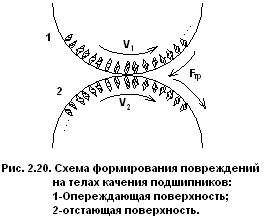 1
V1
Fтр
2
V2
Рис. 2.20. Схема формирования повреждений
на телах качения подшипников:
1-Опережающая поверхность;
2-отстающая поверхность.